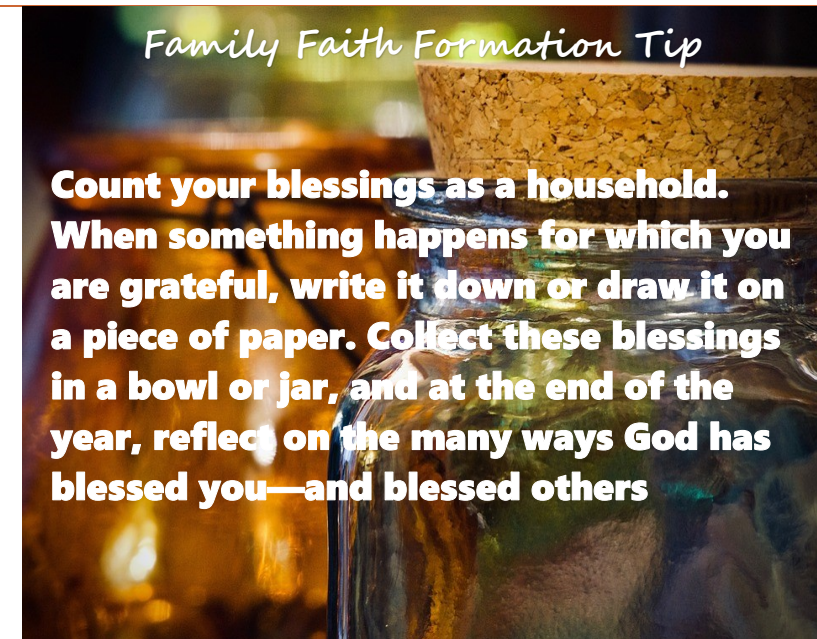 Family Faith Formation Tip
Count your blessings as a household.
When something happens for which you
are grateful, write it down or draw it on
a piece of paper. Collect these blessings
in a bowl or jar, and at the end of the
year, reflect on the many ways God has
blessed you—and blessed others